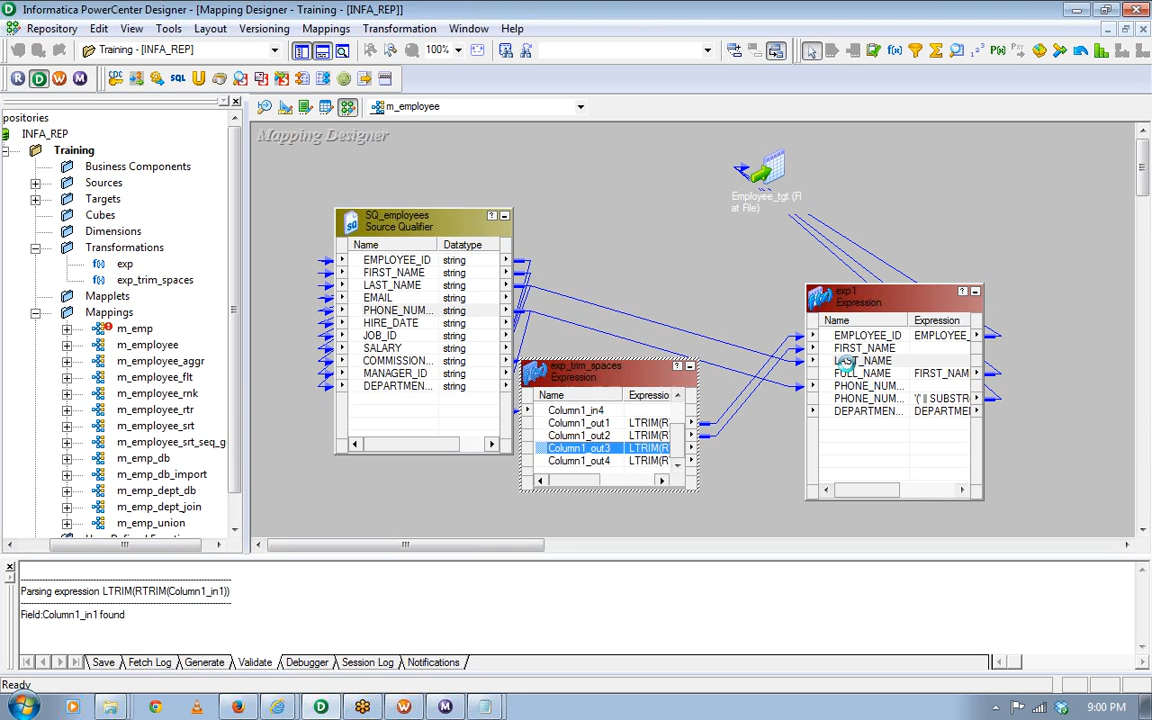 Informatica PowerCenter Designer - [Mapping Designer - Training - [INFA_REP]]
Repository Edit View Tools Layout Versioning Mappings Transformation Window Help
Training - [INFA_REP]
100%
m_employee
positories
INFA_REP
Training
Business Components
Sources
Targets
Cubes
Dimensions
Transformations
exp
exp_trim_spaces
Mapplets
Mappings
m_emp
m_employee
m_employee_aggr
m_employee_flt
m_employee_rnk
m_employee_rtr
m_employee_srt
m_employee_srt_seq_g
m_emp_db
m_emp_db_import
m_emp_dept_db
m_emp_dept_join
m_emp_union
Mapping Designer
Employee_tgt (Fl
at File)
SQ_employees
Source Qualifier
Name Datatype
EMPLOYEE_ID string
FIRST_NAME string
LAST_NAME string
EMAIL string
PHONE_NUM... string
HIRE_DATE string
JOB_ID string
SALARY string
COMMISSION... string
MANAGER_ID string
DEPARTMEN... string
exp_trim_spaces
Expression
Name Expressio
Column1_in4
Column1_out1 LTRIM(R
Column1_out2 LTRIM(R
Column1_out3 LTRIM(R
Column1_out4 LTRIM(R
exp1
Expression
Name Expression
EMPLOYEE_ID EMPLOYEE_
FIRST_NAME
LAST_NAME
FULL_NAME FIRST_NAM
PHONE_NUM...
PHONE_NUM... '(' || SUBSTR
DEPARTMEN... DEPARTMEN
Parsing expression LTRIM(RTRIM(Column1_in1))
Field:Column1_in1 found
Save Fetch Log Generate Validate Debugger Session Log Notifications
Ready
9:00 PM